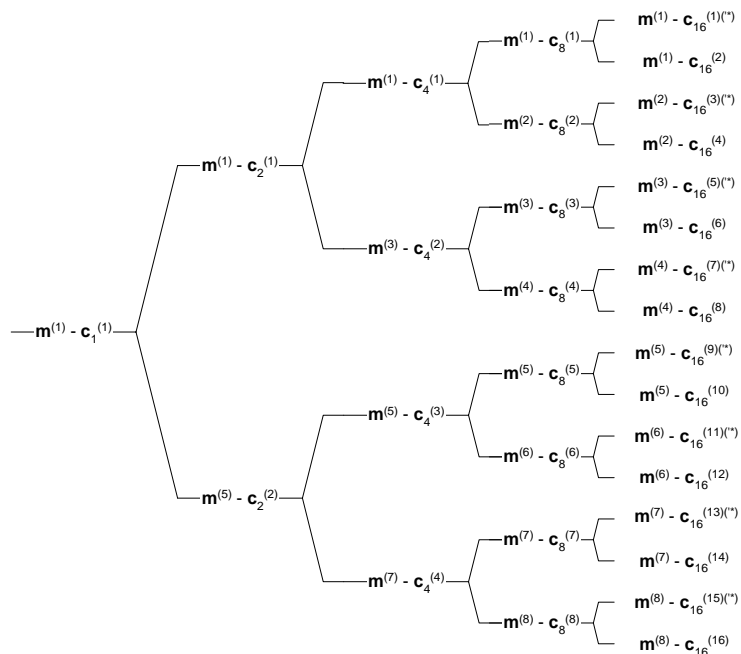 m(1) - c16(1)(*)
m(1) - c8(1)
m(1) - c16(2)
m(1) - c4(1)
m(2) - c16(3)(*)
m(2) - c8(2)
m(2) - c16(4)
m(1) - c2(1)
m(3) - c16(5)(*)
m(3) - c8(3)
m(3) - c16(6)
m(3) - c4(2)
m(4) - c16(7)(*)
m(4) - c8(4)
m(4) - c16(8)
m(1) - c1(1)
m(5) - c16(9)(*)
m(5) - c8(5)
m(5) - c16(10)
m(5) - c4(3)
m(6) - c16(11)(*)
m(6) - c8(6)
m(6) - c16(12)
m(5) - c2(2)
m(7) - c16(13)(*)
m(7) - c8(7)
m(7) - c16(14)
m(7) - c4(4)
m(8) - c16(15)(*)
m(8) - c8(8)
m(8) - c16(16)